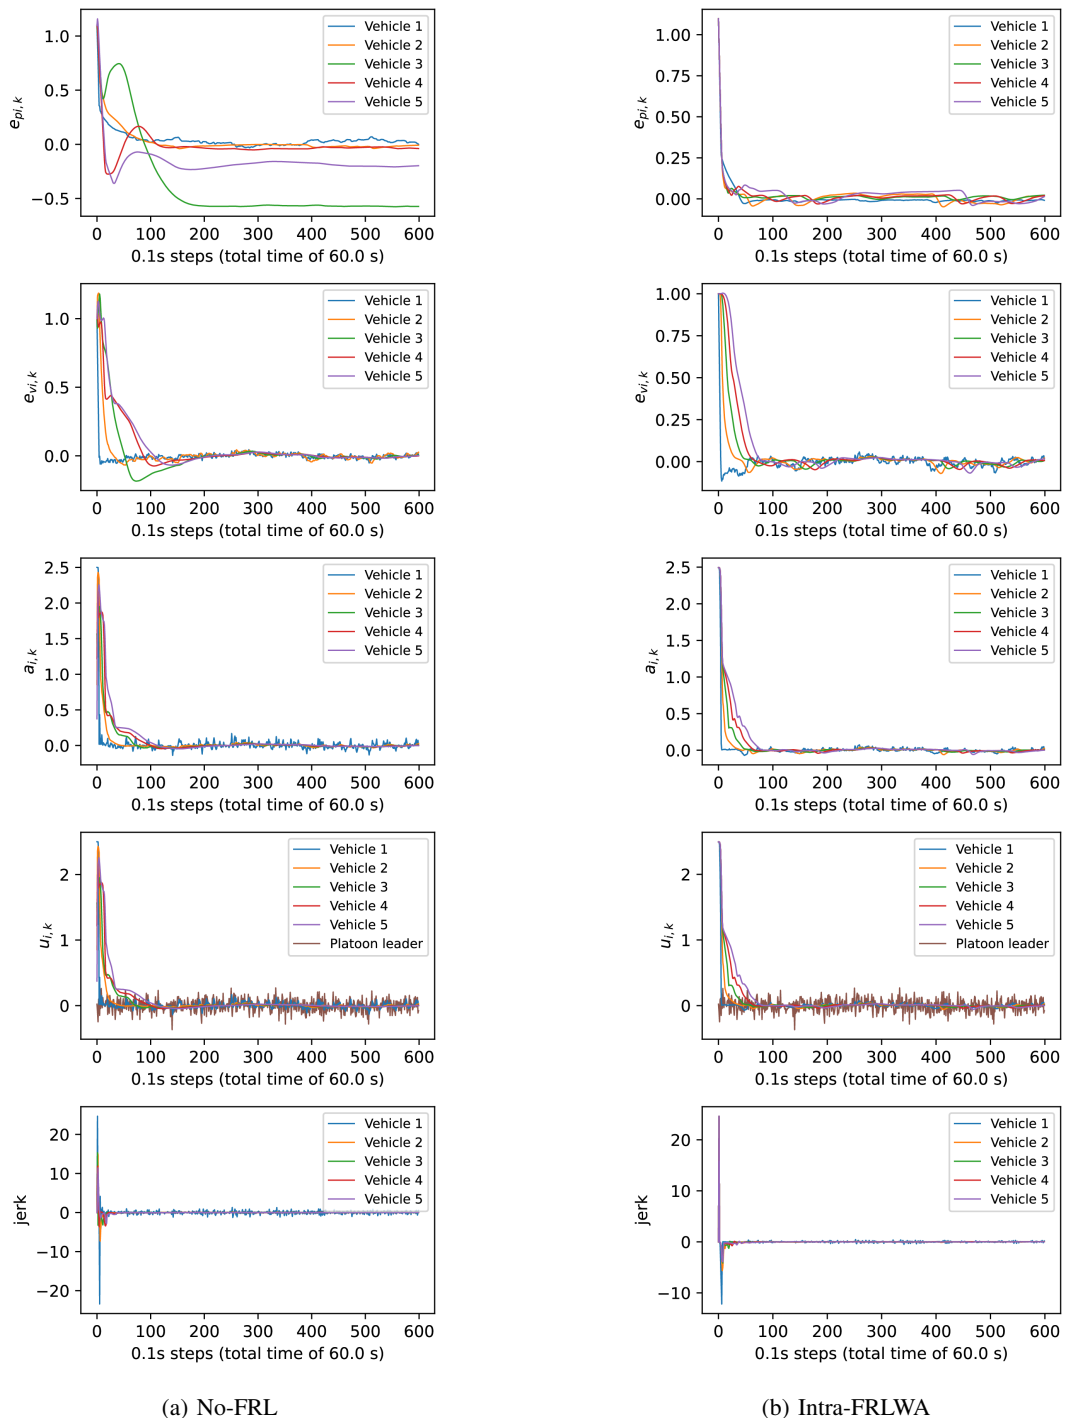 1.0
0.5
0.0
−0.5
e_{pi,k}
Vehicle 1
Vehicle 2
Vehicle 3
Vehicle 4
Vehicle 5
0 100 200 300 400 500 600
0.1s steps (total time of 60.0 s)
1.00
0.75
0.50
0.25
0.00
e_{pi,k}
Vehicle 1
Vehicle 2
Vehicle 3
Vehicle 4
Vehicle 5
0 100 200 300 400 500 600
0.1s steps (total time of 60.0 s)
1.0
0.5
0.0
e_{vi,k}
Vehicle 1
Vehicle 2
Vehicle 3
Vehicle 4
Vehicle 5
0 100 200 300 400 500 600
0.1s steps (total time of 60.0 s)
1.00
0.75
0.50
0.25
0.00
e_{vi,k}
Vehicle 1
Vehicle 2
Vehicle 3
Vehicle 4
Vehicle 5
0 100 200 300 400 500 600
0.1s steps (total time of 60.0 s)
2.5
2.0
1.5
1.0
0.5
0.0
a_{i,k}
Vehicle 1
Vehicle 2
Vehicle 3
Vehicle 4
Vehicle 5
0 100 200 300 400 500 600
0.1s steps (total time of 60.0 s)
2.5
2.0
1.5
1.0
0.5
0.0
a_{i,k}
Vehicle 1
Vehicle 2
Vehicle 3
Vehicle 4
Vehicle 5
0 100 200 300 400 500 600
0.1s steps (total time of 60.0 s)
2
1
0
u_{i,k}
Vehicle 1
Vehicle 2
Vehicle 3
Vehicle 4
Vehicle 5
Platoon leader
0 100 200 300 400 500 600
0.1s steps (total time of 60.0 s)
2
1
0
u_{i,k}
Vehicle 1
Vehicle 2
Vehicle 3
Vehicle 4
Vehicle 5
Platoon leader
0 100 200 300 400 500 600
0.1s steps (total time of 60.0 s)
20
10
0
−10
−20
jerk
Vehicle 1
Vehicle 2
Vehicle 3
Vehicle 4
Vehicle 5
0 100 200 300 400 500 600
0.1s steps (total time of 60.0 s)
20
10
0
−10
jerk
Vehicle 1
Vehicle 2
Vehicle 3
Vehicle 4
Vehicle 5
0 100 200 300 400 500 600
0.1s steps (total time of 60.0 s)
(a) No-FRL
(b) Intra-FRLWA